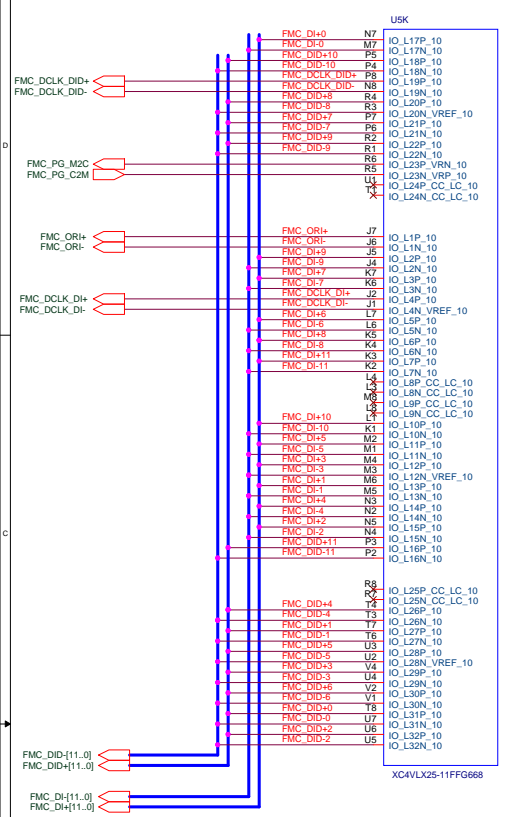 U5K
FMC_DI+0 N7 IO_L17P_10
FMC_DI-0 M7 IO_L17N_10
FMC_DID+10 P5 IO_L18P_10
FMC_DID-10 P4 IO_L18N_10
FMC_DCLK_DID+ FMC_DCLK_DID+ P8 IO_L19P_10
FMC_DCLK_DID- FMC_DCLK_DID- N8 IO_L19N_10
FMC_DID+8 R4 IO_L20P_10
FMC_DID-8 R3 IO_L20N_VREF_10
FMC_DID+7 P7 IO_L21P_10
FMC_DID-7 P6 IO_L21N_10
FMC_DID+9 R2 IO_L22P_10
D FMC_DID-9 R1 IO_L22N_10
FMC_PG_M2C R6 IO_L23P_VRN_10
FMC_PG_C2M R5 IO_L23N_VRP_10
U1 IO_L24P_CC_LC_10
T1 IO_L24N_CC_LC_10
FMC_ORI+ FMC_ORI+ J7 IO_L1P_10
FMC_ORI- FMC_ORI- J6 IO_L1N_10
FMC_DI+9 J5 IO_L2P_10
FMC_DI-9 J4 IO_L2N_10
FMC_DI+7 K7 IO_L3P_10
FMC_DI-7 K6 IO_L3N_10
FMC_DCLK_DI+ FMC_DCLK_DI+ J2 IO_L4P_10
FMC_DCLK_DI- FMC_DCLK_DI- J1 IO_L4N_VREF_10
FMC_DI+6 L7 IO_L5P_10
FMC_DI-6 L6 IO_L5N_10
FMC_DI+8 K5 IO_L6P_10
FMC_DI-8 K4 IO_L6N_10
FMC_DI+11 K3 IO_L7P_10
FMC_DI-11 K2 IO_L7N_10
L4 IO_L8P_CC_LC_10
L3 IO_L8N_CC_LC_10
M8 IO_L9P_CC_LC_10
L8 IO_L9N_CC_LC_10
FMC_DI+10 L1 IO_L10P_10
FMC_DI-10 K1 IO_L10N_10
FMC_DI+5 M2 IO_L11P_10
FMC_DI-5 M1 IO_L11N_10
FMC_DI+3 M4 IO_L12P_10
FMC_DI-3 M3 IO_L12N_VREF_10
FMC_DI+1 M6 IO_L13P_10
FMC_DI-1 M5 IO_L13N_10
FMC_DI+4 N3 IO_L14P_10
FMC_DI-4 N2 IO_L14N_10
FMC_DI+2 N5 IO_L15P_10
C FMC_DI-2 N4 IO_L15N_10
FMC_DID+11 P3 IO_L16P_10
FMC_DID-11 P2 IO_L16N_10
R8 IO_L25P_CC_LC_10
R7 IO_L25N_CC_LC_10
FMC_DID+4 T4 IO_L26P_10
FMC_DID-4 T3 IO_L26N_10
FMC_DID+1 T7 IO_L27P_10
FMC_DID-1 T6 IO_L27N_10
FMC_DID+5 U3 IO_L28P_10
FMC_DID-5 U2 IO_L28N_VREF_10
FMC_DID+3 V4 IO_L29P_10
FMC_DID-3 U4 IO_L29N_10
FMC_DID+6 V2 IO_L30P_10
FMC_DID-6 V1 IO_L30N_10
FMC_DID+0 T8 IO_L31P_10
FMC_DID-0 U7 IO_L31N_10
FMC_DID+2 U6 IO_L32P_10
FMC_DID-2 U5 IO_L32N_10
FMC_DID-[11..0]
FMC_DID+[11..0]
XC4VLX25-11FFG668
FMC_DI-[11..0]
FMC_DI+[11..0]